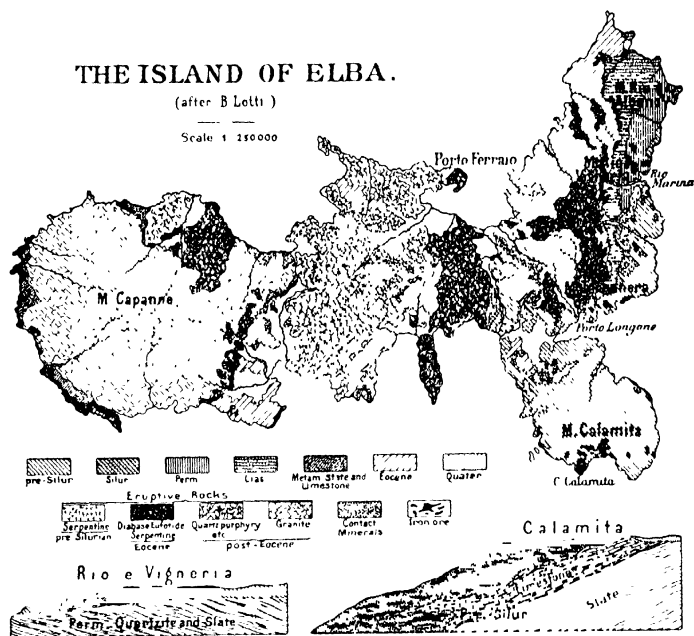 THE ISLAND OF ELBA.
(after B Lotti)
Scale 1 250000
Porto Ferraio
Rio
Marina
M. Capanne
Porto Longone
M. Calamita
C. Calamita
pre-Silur Silur Perm Lias Metam. Slate and Limestone Eocene Quater
Eruptive Rocks
Serpentine Diabase Eufotide Serpentine Quartz porphyry etc Granite Contact Minerals Iron ore
pre Silurian Eocene post-Eocene
Calamita
Rio e Vigneria
Limestone
Slate
Pre-Silur
Perm-Quartzite and Slate